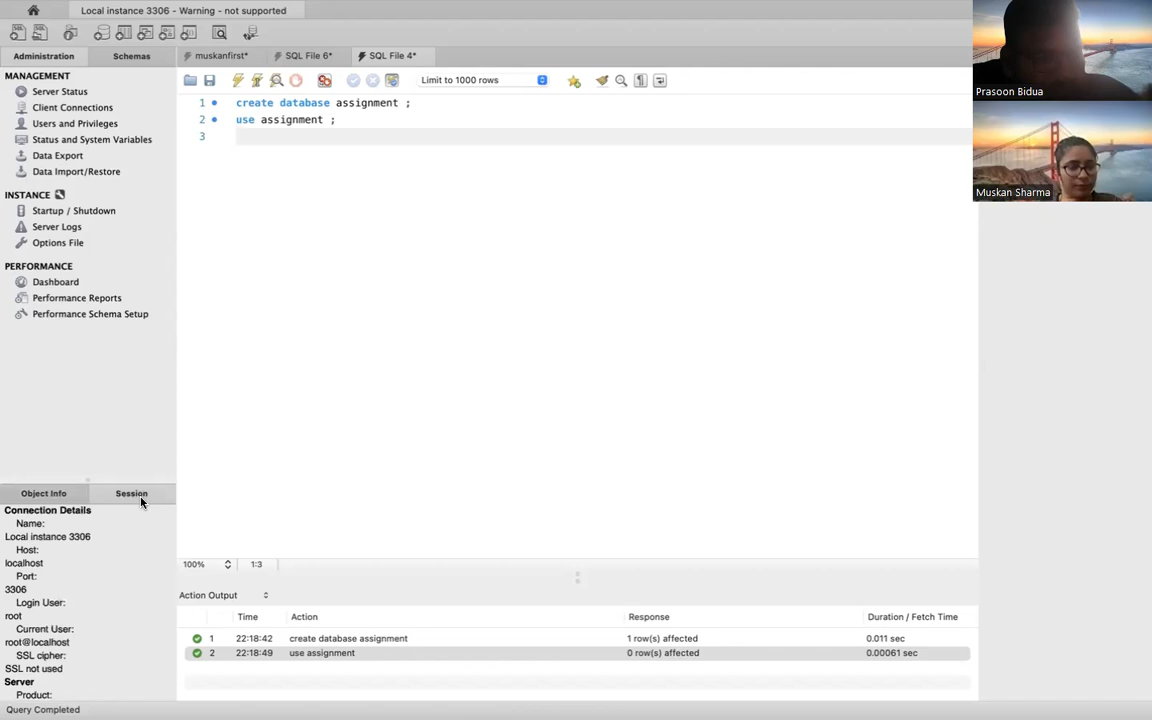 Local instance 3306 - Warning - not supported
Administration
Schemas
muskanfirst*
SQL File 6*
SQL File 4*
MANAGEMENT
Server Status
Client Connections
Users and Privileges
Status and System Variables
Data Export
Data Import/Restore
INSTANCE
Startup / Shutdown
Server Logs
Options File
PERFORMANCE
Dashboard
Performance Reports
Performance Schema Setup
Limit to 1000 rows
1 create database assignment ;
2 use assignment ;
3
Prasoon Bidua
Muskan Sharma
Object Info
Session
Connection Details
Name:
Local instance 3306
Host:
localhost
Port:
3306
Login User:
root
Current User:
root@localhost
SSL cipher:
SSL not used
Server
Product:
100%
1:3
Action Output
Time Action Response Duration / Fetch Time
1 22:18:42 create database assignment 1 row(s) affected 0.011 sec
2 22:18:49 use assignment 0 row(s) affected 0.00061 sec
Query Completed